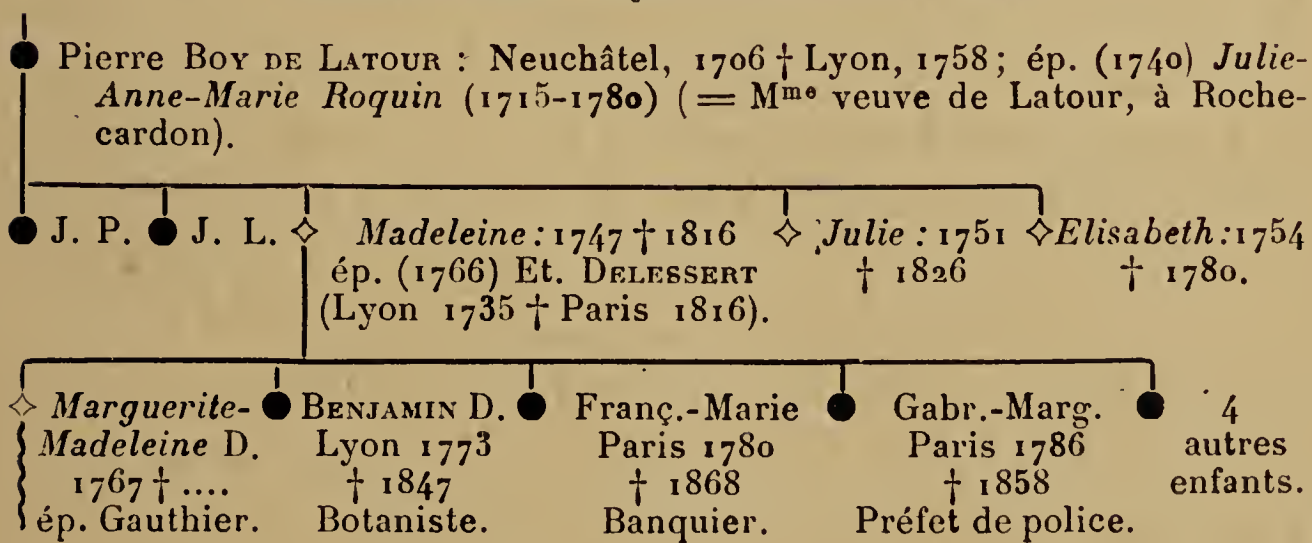 Pierre BOY DE LATOUR : Neuchâtel, 1706 † Lyon, 1758; ép. (1740) Julie-
Anne-Marie Roquin (1715-1780) (= Mme veuve de Latour, à Roche-
cardon).
J. P. J. L. Madeleine: 1747 † 1816 Julie : 1751 Elisabeth: 1754
ép. (1766) Et. DELESSERT † 1826 † 1780.
(Lyon 1735 † Paris 1816).
Marguerite- BENJAMIN D. Franç.-Marie Gabr.-Marg. 4
Madeleine D. Lyon 1773 Paris 1780 Paris 1786 autres
1767 † .... † 1847 † 1868 † 1858 enfants.
ép. Gauthier. Botaniste. Banquier. Préfet de police.